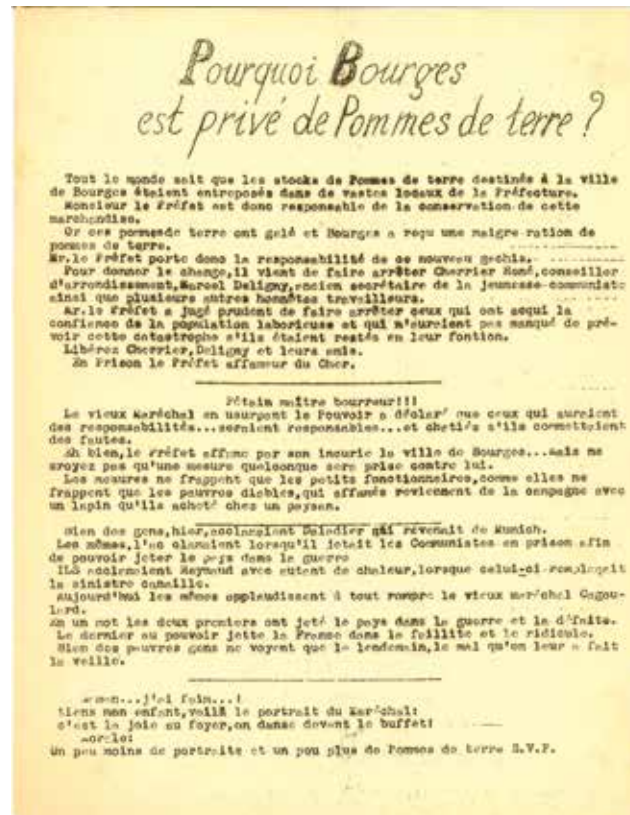 Pourquoi Bourges
est privé de Pommes de terre ?
Tout le monde sait que les stocks de Pommes de terre destinés à la ville
de Bourges étaient entreposés dans de vastes locaux de la Préfecture.
Monsieur le Préfet est donc responsable de la conservation de cette
marchandise.
Or ces pommesde terre ont gelé et Bourges a reçu une maigre ration de
pommes de terre.
Mr.le Préfet porte donc la responsabilité de ce nouveau gachis.
Pour donner le change,il vient de faire arrêter Cherrier René,conseiller
d'arrondissement,Marcel Deligny,ancien secrétaire de la jeunesse communiste
ainsi que plusieurs autres honnêtes travailleurs.
Mr.le Préfet a jugé prudent de faire arrêter ceux qui ont acqui la
confiance de la population laborieuse et qui n'auraient pas manqué de pré-
voir cette catastrophe s'ils étaient restés en leur fontion.
Libérez Cherrier,Deligny et leurs amis.
En Prison le Préfet affameur du Cher.
Pétain maître bourreur!!!
Le vieux Maréchal en usurpant le Pouvoir a déclaré que ceux qui auraient
des responsabilités...seraient responsables...et chatiés s'ils commettaient
des fautes.
Eh bien,le Préfet affame par son incurie la ville de Bourges...Mais ne
croyez pas qu'une mesure quelconque sera prise contre lui.
Les mesures ne frappent que les petits fonctionnaires,comme elles ne
frappent que les pauvres diables,qui affamés reviennent de la campagne avec
un lapin qu'ils acheté chez un paysan.
Bien des gens,hier,acclamaient Daladier qui revenait de Munich.
Les mêmes,l'acclamaient lorsqu'il jetait les Communistes en prison afin
de pouvoir jeter le pays dans la guerre
ILS acclamaient Reynaud avec autant de chaleur,lorsque celui-ci remplaçait
la sinistre canaille.
Aujourd'hui les mêmes applaudissent à tout rompre le vieux maréchal Cagou-
lard.
En un mot les deux premiers ont jeté le pays dans la guerre et la défaite.
Le dernier au pouvoir jette la France dans la faillite et le ridicule.
Bien des pauvres gens ne voyent que le lendemain,le mal qu'on leur a fait
la veille.
j'ai faim...!
Tiens mon enfant,voilà le portrait du Maréchal:
c'est la joie au foyer,on danse devant le buffet!
Un peu moins de portraits et un peu plus de Pommes de terre S.V.P.